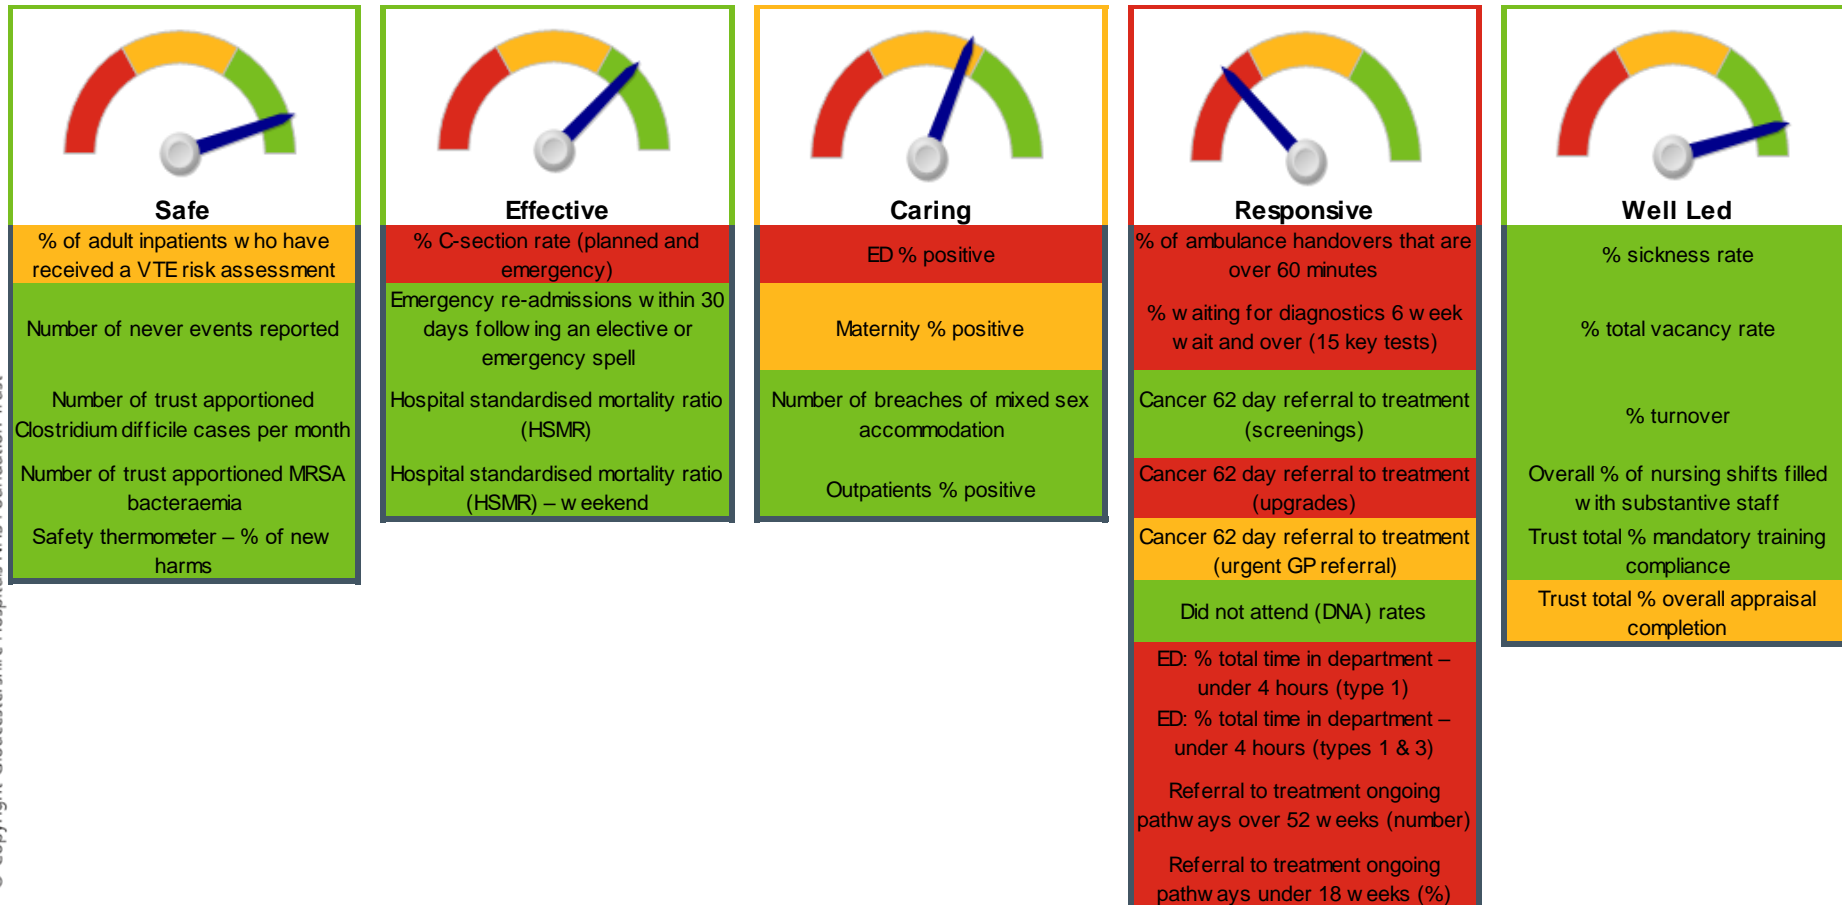 Safe
% of adult inpatients who have
received a VTE risk assessment
Number of never events reported
Number of trust apportioned
Clostridium difficile cases per month
Number of trust apportioned MRSA
bacteraemia
Safety thermometer – % of new
harms
Effective
% C-section rate (planned and
emergency)
Emergency re-admissions within 30
days following an elective or
emergency spell
Hospital standardised mortality ratio
(HSMR)
Hospital standardised mortality ratio
(HSMR) – weekend
Caring
ED % positive
Maternity % positive
Number of breaches of mixed sex
accommodation
Outpatients % positive
Responsive
% of ambulance handovers that are
over 60 minutes
% waiting for diagnostics 6 week
wait and over (15 key tests)
Cancer 62 day referral to treatment
(screenings)
Cancer 62 day referral to treatment
(upgrades)
Cancer 62 day referral to treatment
(urgent GP referral)
Did not attend (DNA) rates
ED: % total time in department –
under 4 hours (type 1)
ED: % total time in department –
under 4 hours (types 1 & 3)
Referral to treatment ongoing
pathways over 52 weeks (number)
Referral to treatment ongoing
pathways under 18 weeks (%)
Well Led
% sickness rate
% total vacancy rate
% turnover
Overall % of nursing shifts filled
with substantive staff
Trust total % mandatory training
compliance
Trust total % overall appraisal
completion